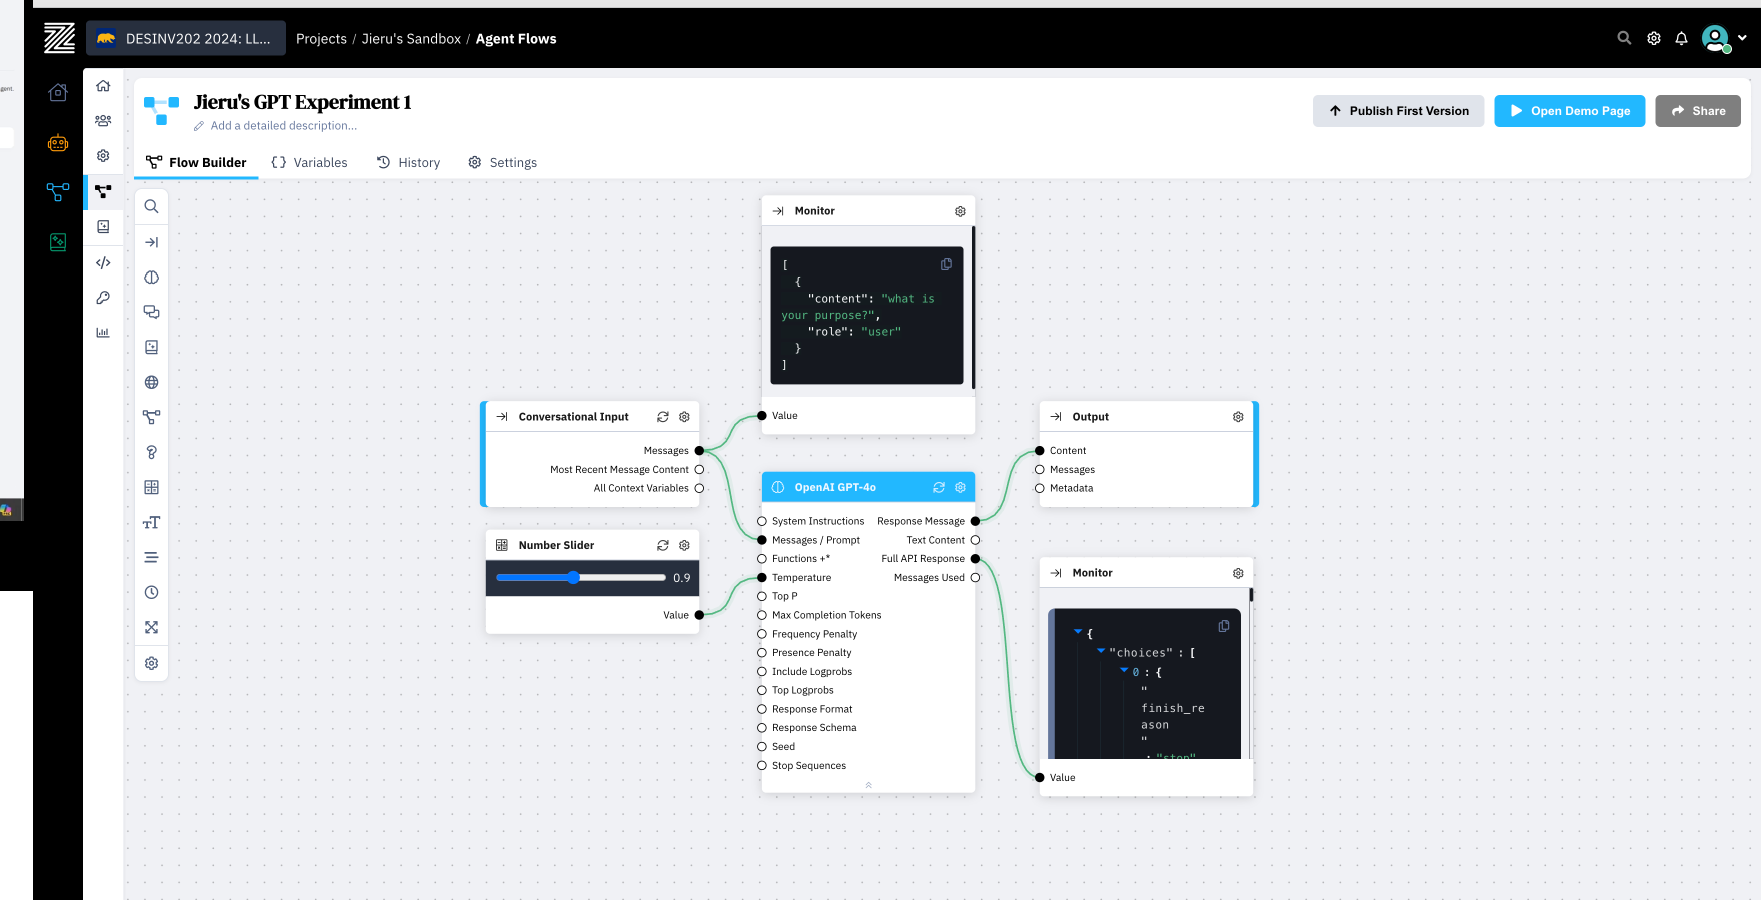 DESINV202 2024: LL...
Projects / Jieru's Sandbox / Agent Flows
agent.
Jieru's GPT Experiment 1
Add a detailed description...
Publish First Version
Open Demo Page
Share
Flow Builder
Variables
History
Settings
Monitor
[
{
"content": "what is
your purpose?",
"role": "user"
}
]
Value
Conversational Input
Messages
Most Recent Message Content
All Context Variables
Number Slider
0.9
Value
OpenAI GPT-4o
System Instructions Response Message
Messages / Prompt Text Content
Functions +* Full API Response
Temperature Messages Used
Top P
Max Completion Tokens
Frequency Penalty
Presence Penalty
Include Logprobs
Top Logprobs
Response Format
Response Schema
Seed
Stop Sequences
Output
Content
Messages
Metadata
Monitor
{
"choices" : [
0 : {
"
finish_re
ason
"
: "stop"
Value